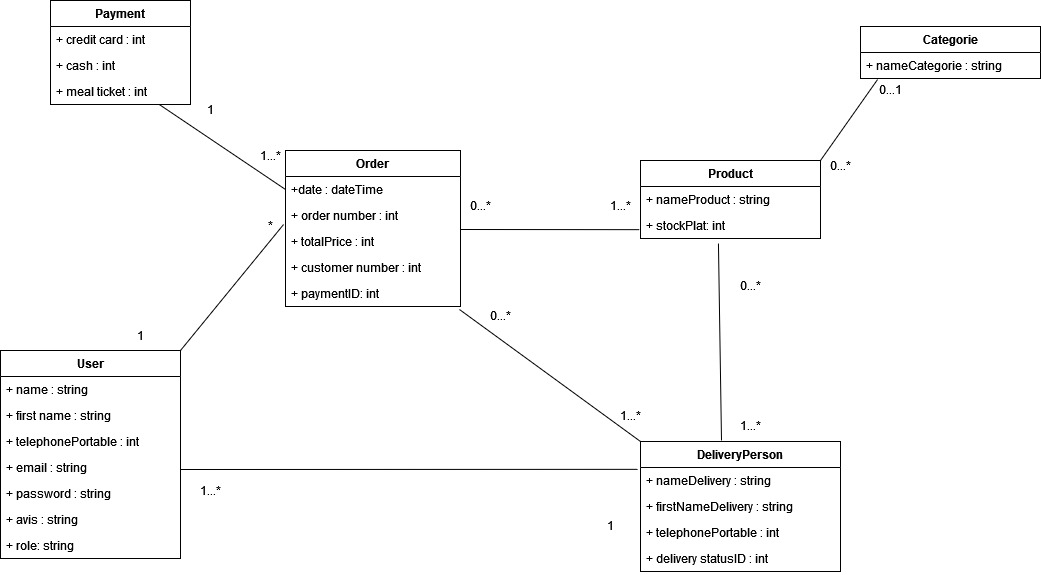 Payment
+ credit card : int
+ cash : int
+ meal ticket : int
Categorie
+ nameCategorie : string
0...1
1
1...*
Order
+date : dateTime
+ order number : int
+ totalPrice : int
+ customer number : int
+ paymentID: int
0...*
Product
+ nameProduct : string
+ stockPlat: int
0...*
1...*
*
0...*
0...*
1
User
+ name : string
+ first name : string
+ telephonePortable : int
+ email : string
+ password : string
+ avis : string
+ role: string
1...*
1...*
DeliveryPerson
+ nameDelivery : string
+ firstNameDelivery : string
+ telephonePortable : int
+ delivery statusID : int
1...*
1